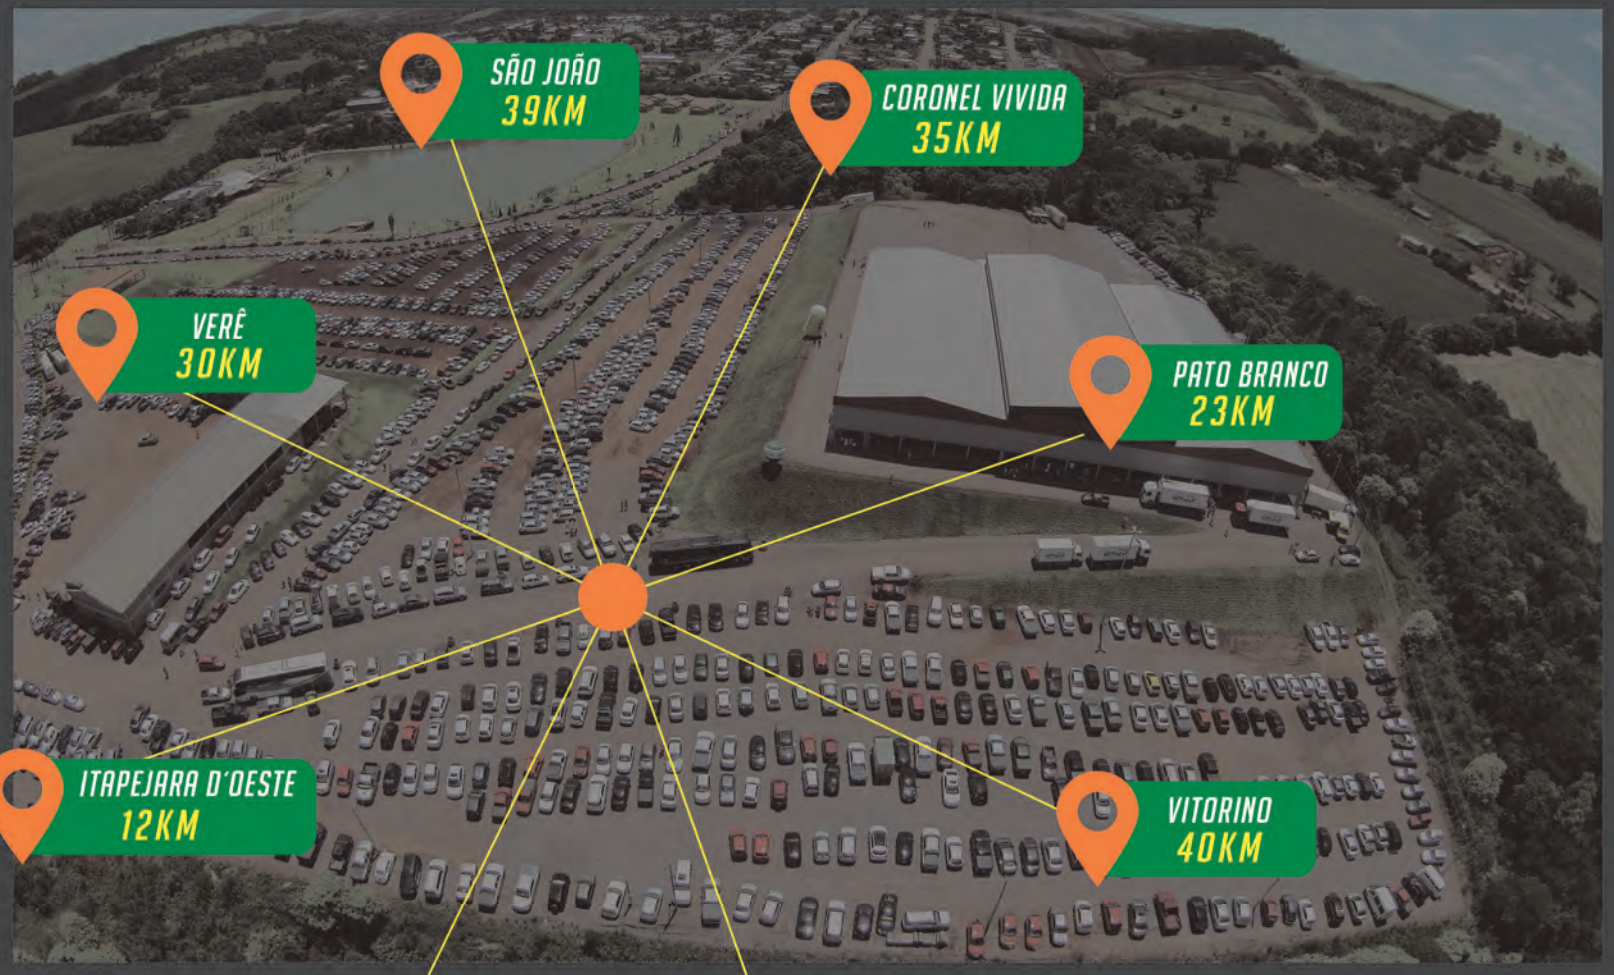 SÃO JOÃO
39KM
CORONEL VIVIDA
35KM
VERÊ
30KM
PATO BRANCO
23KM
ITAPEJARA D'OESTE
12KM
VITORINO
40KM